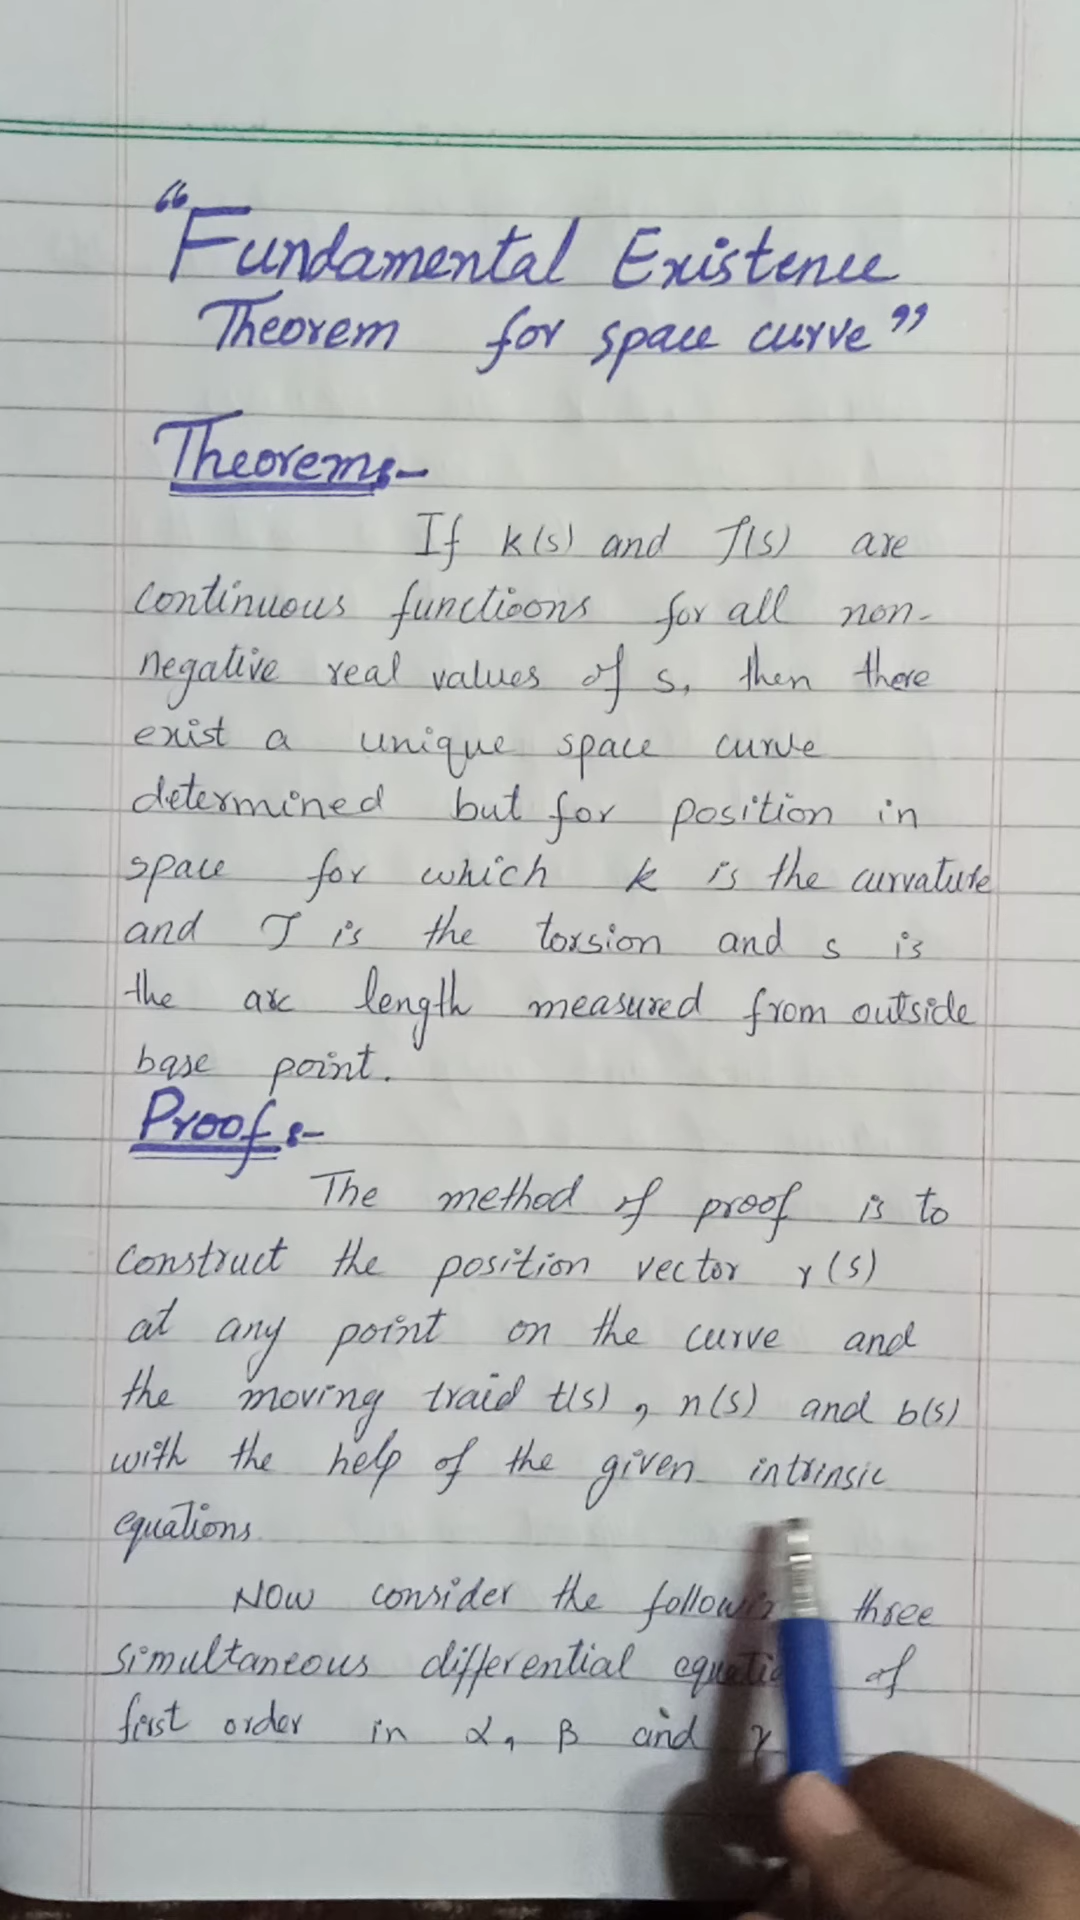 “Fundamental Existence
Theorem for space curve”
Theorem:-
If k(s) and τ(s) are
continuous functioons for all non-
negative real values of s, then there
exist a unique space curve
determined but for position in
space for which k is the curvature
and τ is the torsion and s is
the arc length measured from outside
base point.
Proof:-
The method of proof is to
construct the position vector r(s)
at any point on the curve and
the moving traid t(s), n(s) and b(s)
with the help of the given intrinsic
equations.
Now consider the three
simultaneous differential of
first order in α, β and γ